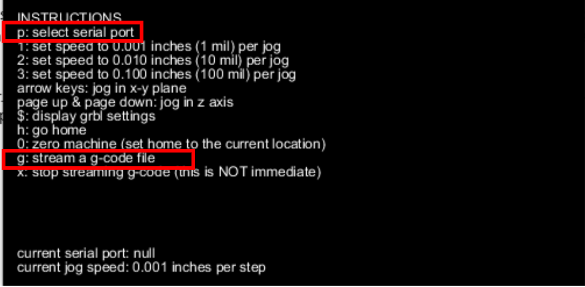 INSTRUCTIONS
p: select serial port
1: set speed to 0.001 inches (1 mil) per jog
2: set speed to 0.010 inches (10 mil) per jog
3: set speed to 0.100 inches (100 mil) per jog
arrow keys: jog in x-y plane
page up & page down: jog in z axis
$: display grbl settings
h: go home
0: zero machine (set home to the current location)
g: stream a g-code file
x: stop streaming g-code (this is NOT immediate)
current serial port: null
current jog speed: 0.001 inches per step